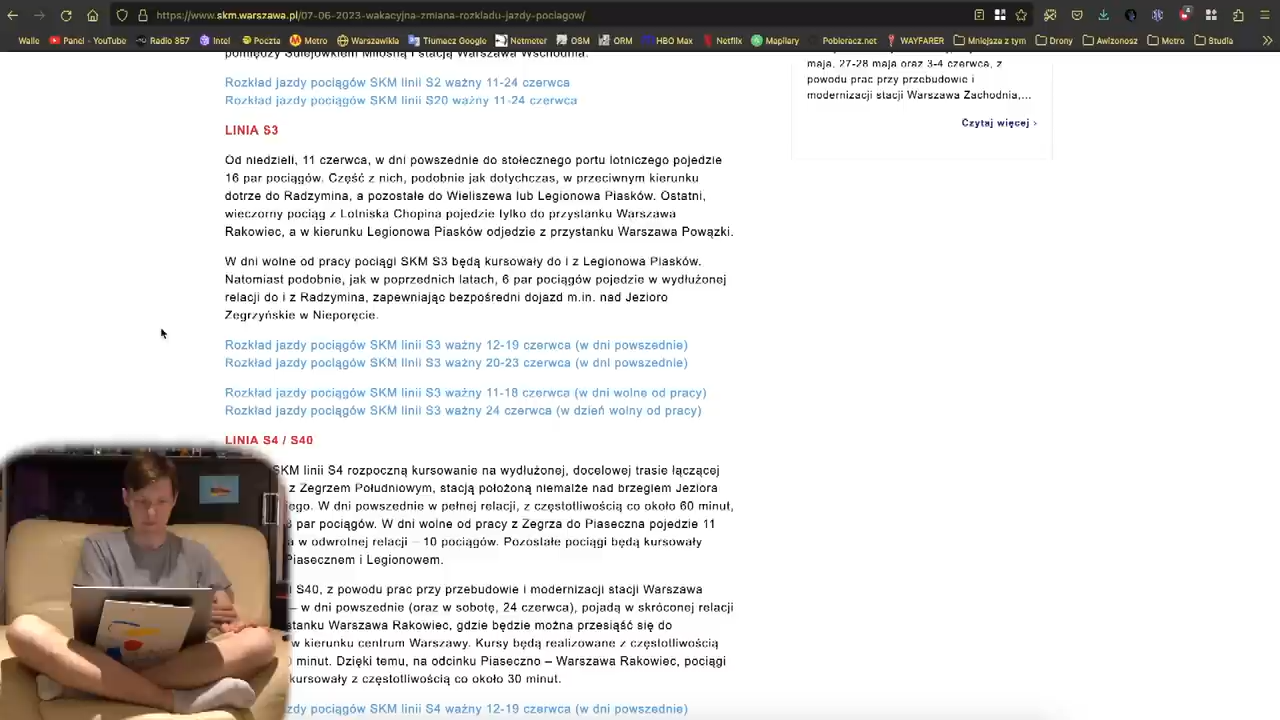 https://www.skm.warszawa.pl/07-06-2023-wakacyjna-zmiana-rozkladu-jazdy-pociagow/
4
Walle Panel - YouTube Radio 357 Intel Poczta Metro Warszawikia Tłumacz Google Netmeter OSM ORM HBO Max Netflix Mapilary Pobieracz.net WAYFARER Mniejsza z tym Drony Awizonosz Metro Studia
pomiędzy Sulejówkiem Miłosną i stacją Warszawa Wschodnia.
Rozkład jazdy pociągów SKM linii S2 ważny 11-24 czerwca
Rozkład jazdy pociągów SKM linii S20 ważny 11-24 czerwca
LINIA S3
Od niedzieli, 11 czerwca, w dni powszednie do stołecznego portu lotniczego pojedzie
16 par pociągów. Część z nich, podobnie jak dotychczas, w przeciwnym kierunku
dotrze do Radzymina, a pozostałe do Wieliszewa lub Legionowa Piasków. Ostatni,
wieczorny pociąg z Lotniska Chopina pojedzie tylko do przystanku Warszawa
Rakowiec, a w kierunku Legionowa Piasków odjedzie z przystanku Warszawa Powązki.
W dni wolne od pracy pociągi SKM S3 będą kursowały do i z Legionowa Piasków.
Natomiast podobnie, jak w poprzednich latach, 6 par pociągów pojedzie w wydłużonej
relacji do i z Radzymina, zapewniając bezpośredni dojazd m.in. nad Jezioro
Zegrzyńskie w Nieporęcie.
Rozkład jazdy pociągów SKM linii S3 ważny 12-19 czerwca (w dni powszednie)
Rozkład jazdy pociągów SKM linii S3 ważny 20-23 czerwca (w dni powszednie)
Rozkład jazdy pociągów SKM linii S3 ważny 11-18 czerwca (w dni wolne od pracy)
Rozkład jazdy pociągów SKM linii S3 ważny 24 czerwca (w dzień wolny od pracy)
LINIA S4 / S40
SKM linii S4 rozpoczną kursowanie na wydłużonej, docelowej trasie łączącej
z Zegrzem Południowym, stacją położoną niemalże nad brzegiem Jeziora
W dni powszednie w pełnej relacji, z częstotliwością co około 60 minut,
par pociągów. W dni wolne od pracy z Zegrza do Piaseczna pojedzie 11
a w odwrotnej relacji – 10 pociągów. Pozostałe pociągi będą kursowały
Piasecznem i Legionowem.
S40, z powodu prac przy przebudowie i modernizacji stacji Warszawa
– w dni powszednie (oraz w sobotę, 24 czerwca), pojadą w skróconej relacji
Warszawa Rakowiec, gdzie będzie można przesiąść się do
w kierunku centrum Warszawy. Kursy będą realizowane z częstotliwością
minut. Dzięki temu, na odcinku Piaseczno – Warszawa Rakowiec, pociągi
kursowały z częstotliwością co około 30 minut.
pociągów SKM linii S4 ważny 12-19 czerwca (w dni powszednie)
maja, 27-28 maja oraz 3-4 czerwca, z
powodu prac przy przebudowie i
modernizacji stacji Warszawa Zachodnia,...
Czytaj więcej ›